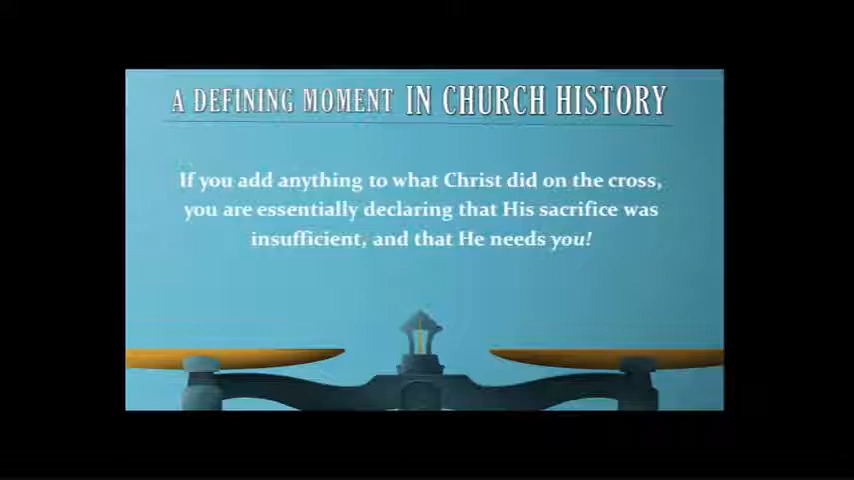 A DEFINING MOMENT IN CHURCH HISTORY
If you add anything to what Christ did on the cross,
you are essentially declaring that His sacrifice was
insufficient, and that He needs you!